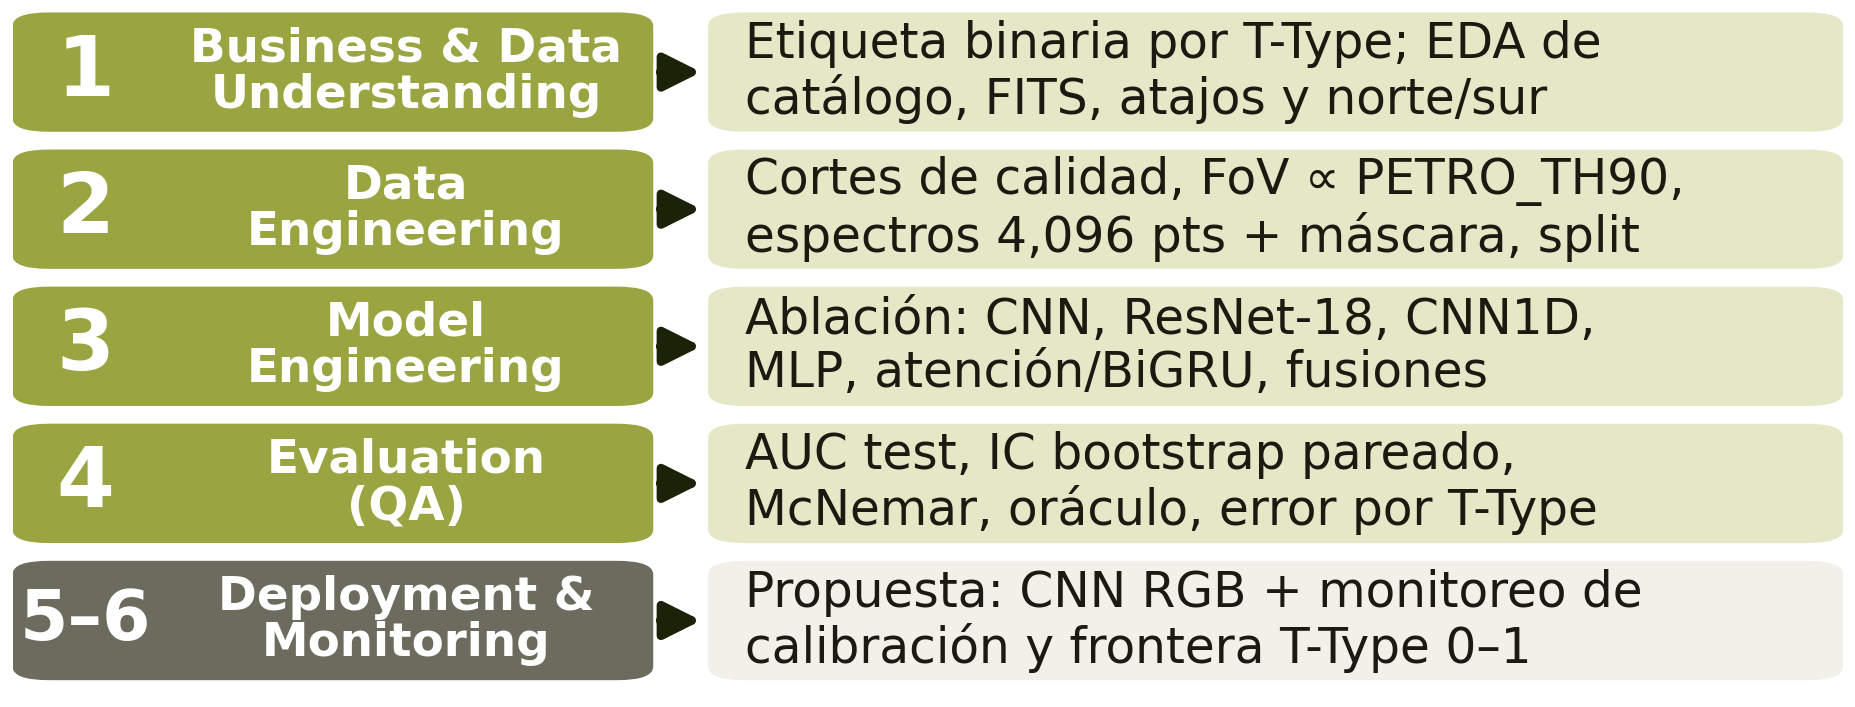 1
Business & Data
Understanding
Etiqueta binaria por T-Type; EDA de
catálogo, FITS, atajos y norte/sur
2
Data
Engineering
Cortes de calidad, FoV ∝ PETRO_TH90,
espectros 4,096 pts + máscara, split
3
Model
Engineering
Ablación: CNN, ResNet-18, CNN1D,
MLP, atención/BiGRU, fusiones
4
Evaluation
(QA)
AUC test, IC bootstrap pareado,
McNemar, oráculo, error por T-Type
5–6
Deployment &
Monitoring
Propuesta: CNN RGB + monitoreo de
calibración y frontera T-Type 0–1